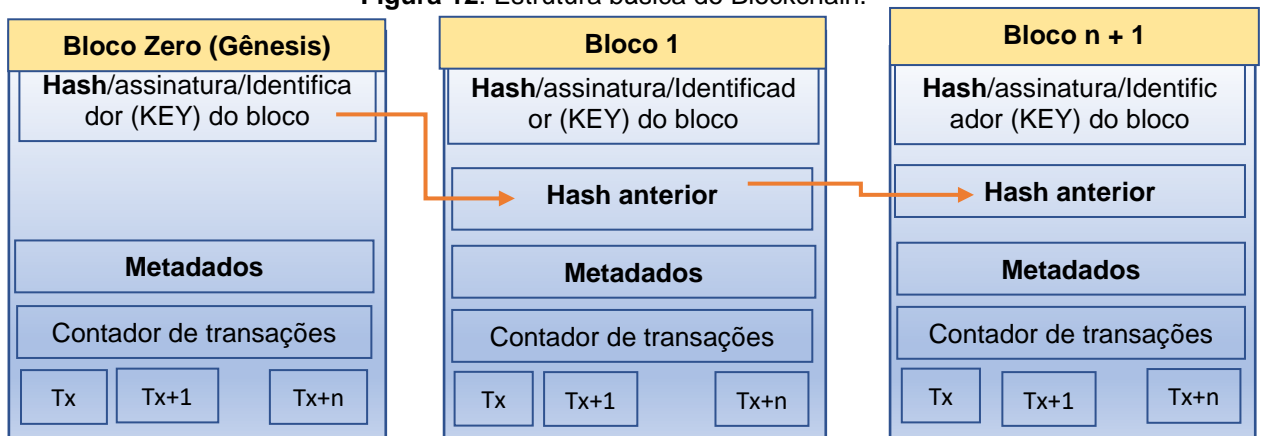 Figura 12. Estrutura básica do Blockchain.
Bloco Zero (Gênesis)
Hash/assinatura/Identifica
dor (KEY) do bloco
Metadados
Contador de transações
Tx
Tx+1
Tx+n
Bloco 1
Hash/assinatura/Identificad
or (KEY) do bloco
Hash anterior
Metadados
Contador de transações
Tx
Tx+1
Tx+n
Bloco n + 1
Hash/assinatura/Identific
ador (KEY) do bloco
Hash anterior
Metadados
Contador de transações
Tx
Tx+1
Tx+n